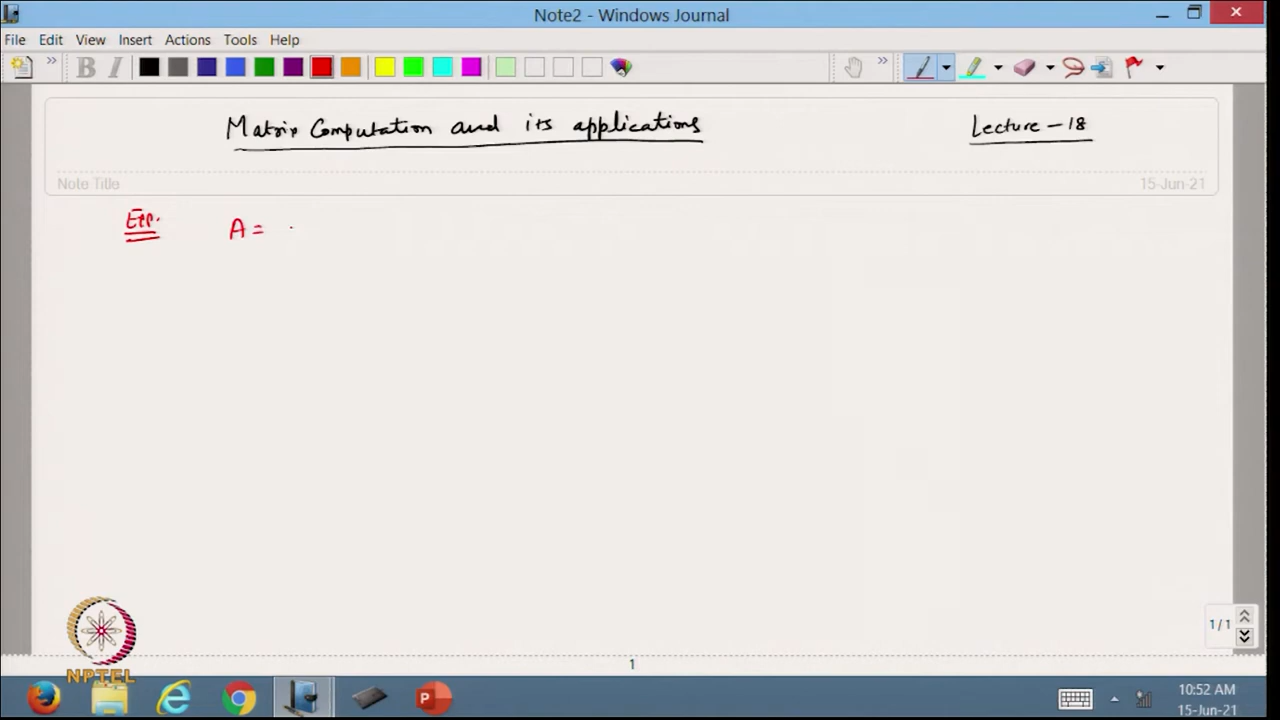 Note2 - Windows Journal
File Edit View Insert Actions Tools Help
B I
Matrix Computation and its applications Lecture - 18
Note Title 15-Jun-21
Exp. A =
1 / 1
1
NPTEL
10:52 AM
15-Jun-21